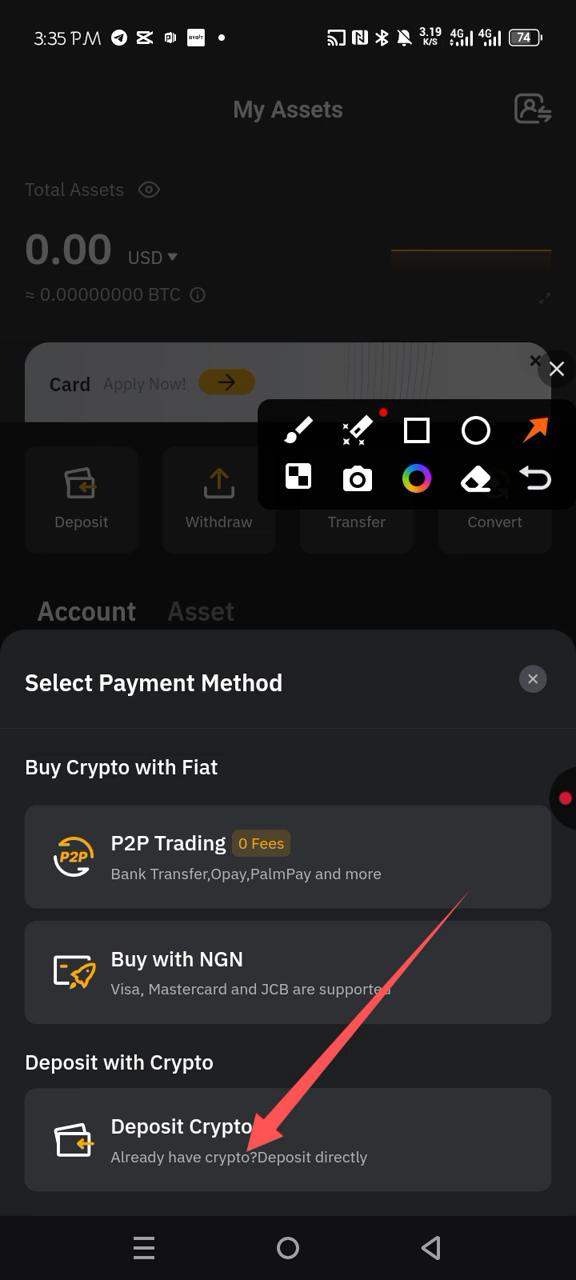 3:35 PM
3.19 K/S 4G 4G 74
My Assets
Total Assets
0.00 USD
≈ 0.00000000 BTC
Card Apply Now!
Deposit Withdraw Transfer Convert
Account Asset
Select Payment Method
Buy Crypto with Fiat
P2P
P2P Trading 0 Fees
Bank Transfer,Opay,PalmPay and more
Buy with NGN
Visa, Mastercard and JCB are supported
Deposit with Crypto
Deposit Crypto
Already have crypto?Deposit directly